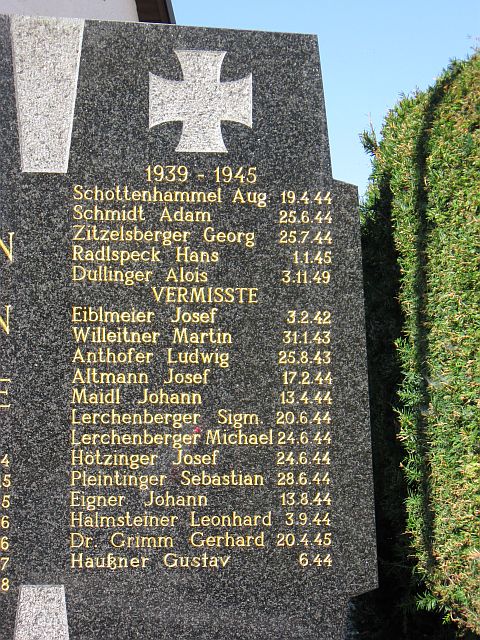 1939 - 1945
Schottenhammel Aug. 19.4.44
Schmidt Adam 25.6.44
Zitzelsberger Georg 25.7.44
Radlspeck Hans 1.1.45
Dullinger Alois 3.11.49
VERMISSTE
Eiblmeier Josef 3.2.42
Willeitner Martin 31.1.43
Anthofer Ludwig 25.8.43
Altmann Josef 17.2.44
Maidl Johann 13.4.44
Lerchenberger Sigm. 20.6.44
Lerchenberger Michael 24.6.44
Hötzinger Josef 24.6.44
Pleintinger Sebastian 28.6.44
Eigner Johann 13.8.44
Halmsteiner Leonhard 3.9.44
Dr. Grimm Gerhard 20.4.45
Haußner Gustav 6.44